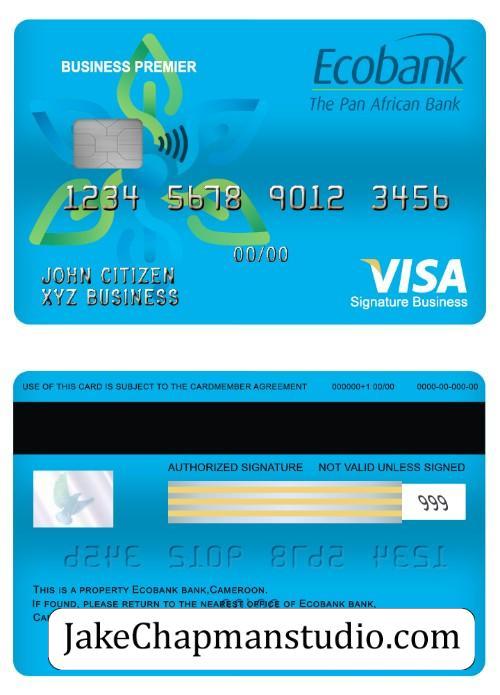 BUSINESS PREMIER
Ecobank
The Pan African Bank
1234 5678 9012 3456
00/00
JOHN CITIZEN
XYZ BUSINESS
VISA
Signature Business
USE OF THIS CARD IS SUBJECT TO THE CARDMEMBER AGREEMENT 000000+1 00/00 0000-00-000-00
AUTHORIZED SIGNATURE NOT VALID UNLESS SIGNED
999
THIS IS A PROPERTY ECOBANK BANK,CAMEROON.
IF FOUND, PLEASE RETURN TO THE NEAREST OFFICE OF ECOBANK BANK,
JakeChapmanstudio.com